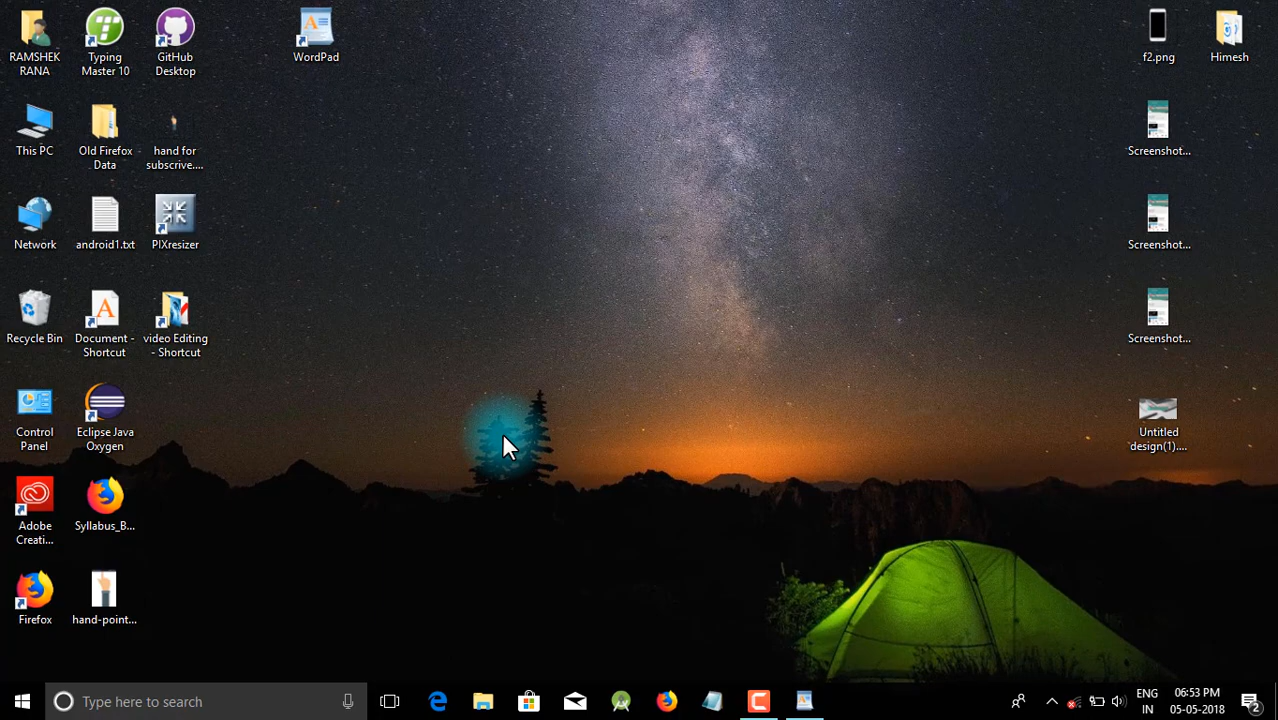 RAMSHEK
RANA
Typing
Master 10
GitHub
Desktop
WordPad
f2.png
Himesh
This PC
Old Firefox
Data
hand for
subscrive....
Screenshot...
Network
android1.txt
PIXresizer
Screenshot...
Recycle Bin
Document -
Shortcut
video Editing
- Shortcut
Screenshot...
Control
Panel
Eclipse Java
Oxygen
Untitled
design(1)....
Adobe
Creati...
Syllabus_B...
Firefox
hand-point...
Type here to search
ENG
IN
06:53 PM
05-05-2018
2